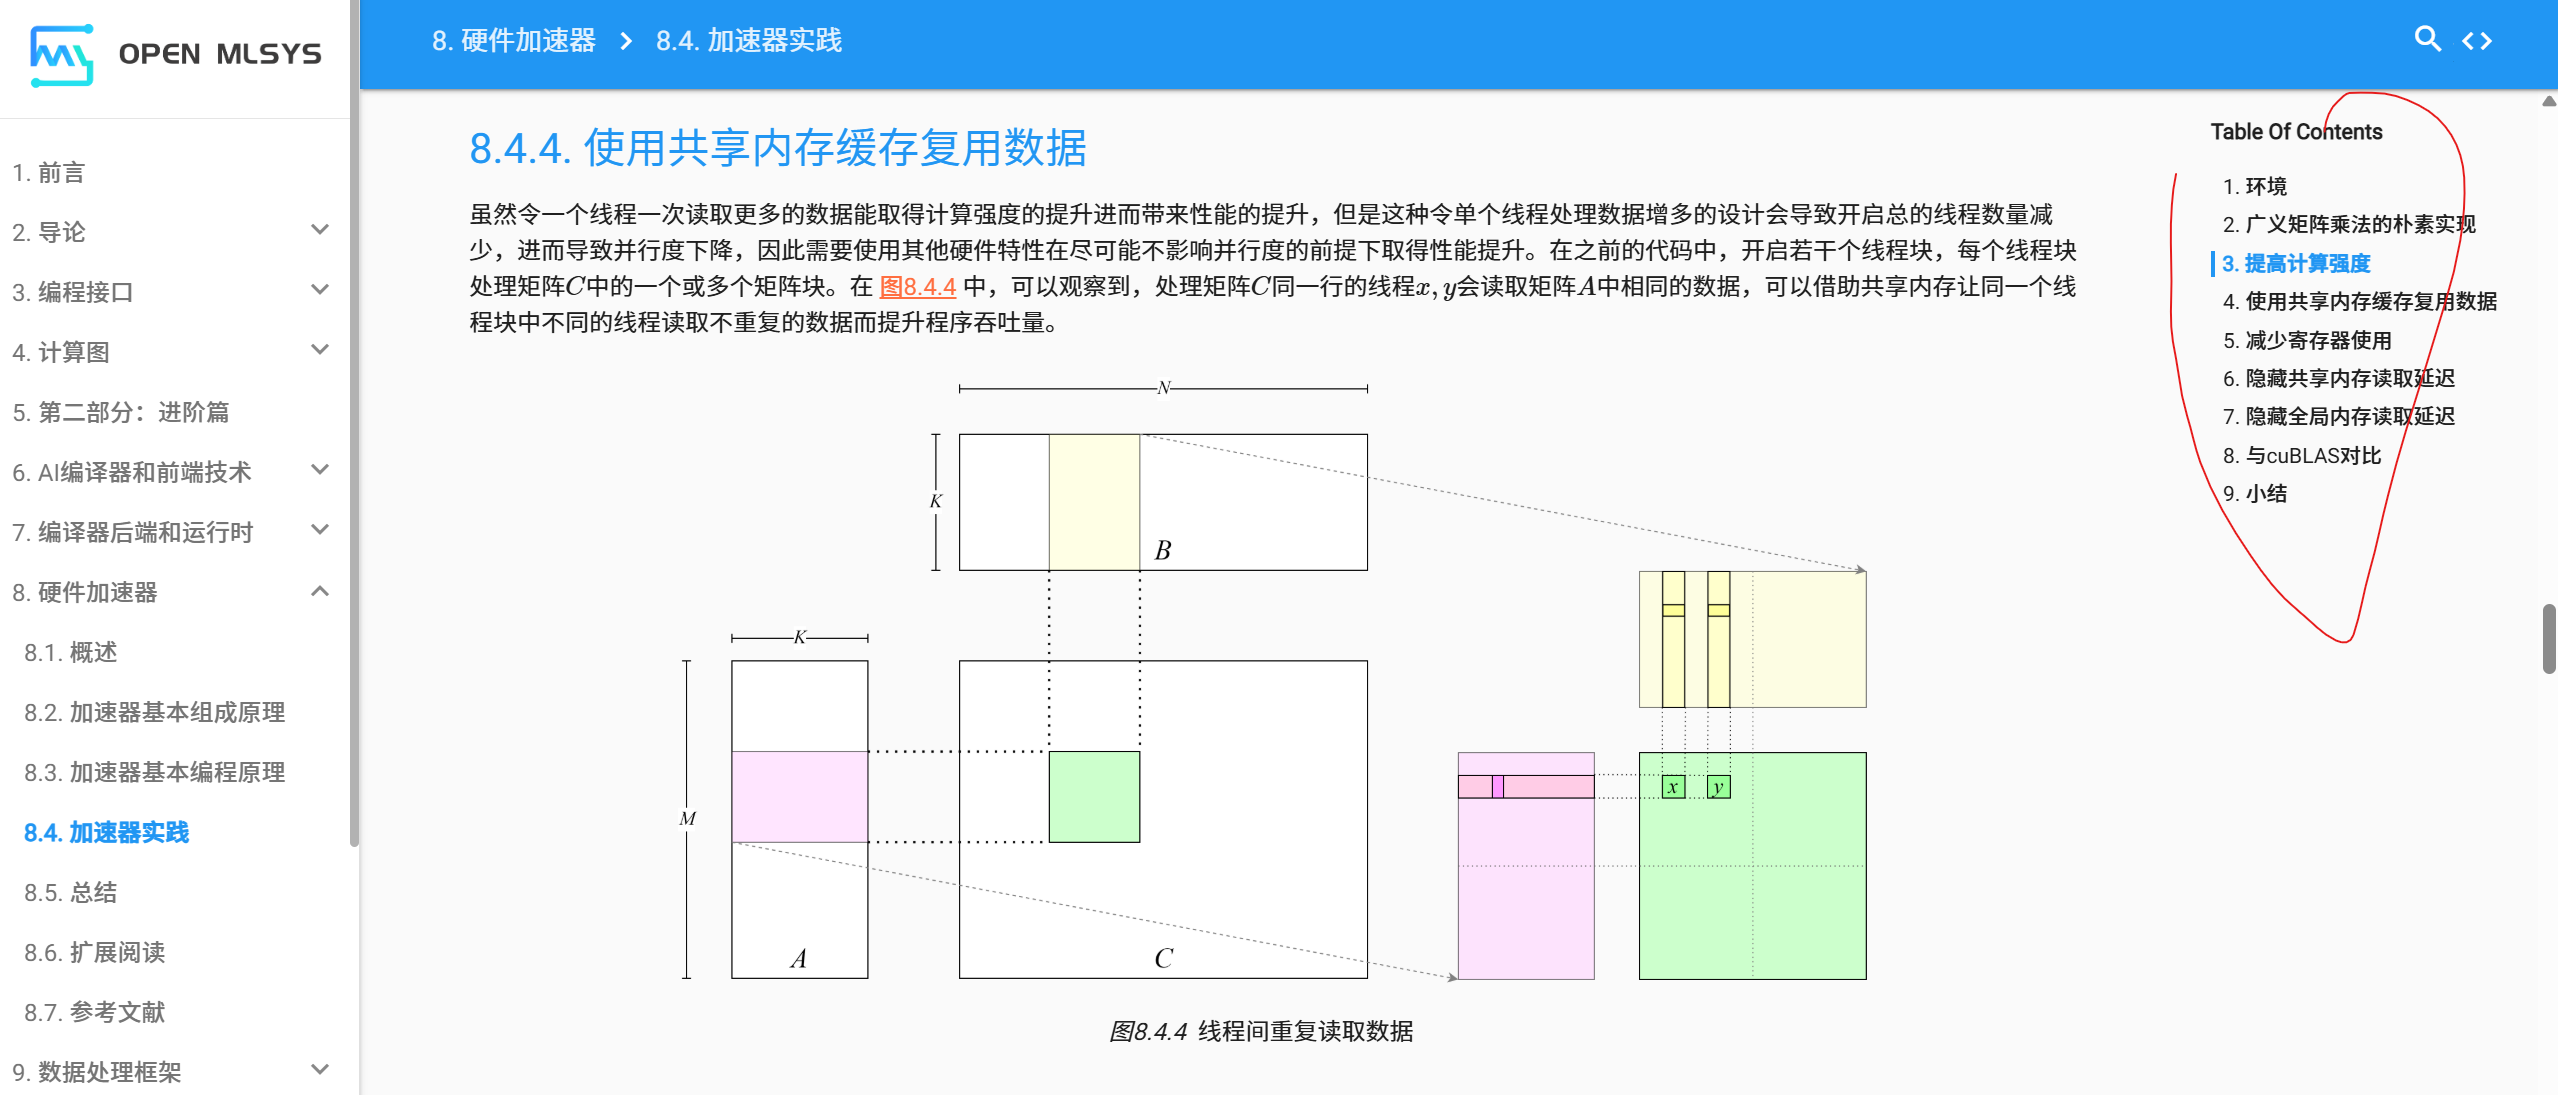 OPEN MLSYS
8. 硬件加速器 > 8.4. 加速器实践
1. 前言
2. 导论
3. 编程接口
4. 计算图
5. 第二部分：进阶篇
6. AI编译器和前端技术
7. 编译器后端和运行时
8. 硬件加速器
8.1. 概述
8.2. 加速器基本组成原理
8.3. 加速器基本编程原理
8.4. 加速器实践
8.5. 总结
8.6. 扩展阅读
8.7. 参考文献
9. 数据处理框架
8.4.4. 使用共享内存缓存复用数据
虽然令一个线程一次读取更多的数据能取得计算强度的提升进而带来性能的提升，但是这种令单个线程处理数据增多的设计会导致开启总的线程数量减
少，进而导致并行度下降，因此需要使用其他硬件特性在尽可能不影响并行度的前提下取得性能提升。在之前的代码中，开启若干个线程块，每个线程块
处理矩阵C中的一个或多个矩阵块。在 图8.4.4 中，可以观察到，处理矩阵C同一行的线程x, y会读取矩阵A中相同的数据，可以借助共享内存让同一个线
程块中不同的线程读取不重复的数据而提升程序吞吐量。
N
K
B
K
M
A
C
x
y
图8.4.4 线程间重复读取数据
Table Of Contents
1. 环境
2. 广义矩阵乘法的朴素实现
3. 提高计算强度
4. 使用共享内存缓存复用数据
5. 减少寄存器使用
6. 隐藏共享内存读取延迟
7. 隐藏全局内存读取延迟
8. 与cuBLAS对比
9. 小结